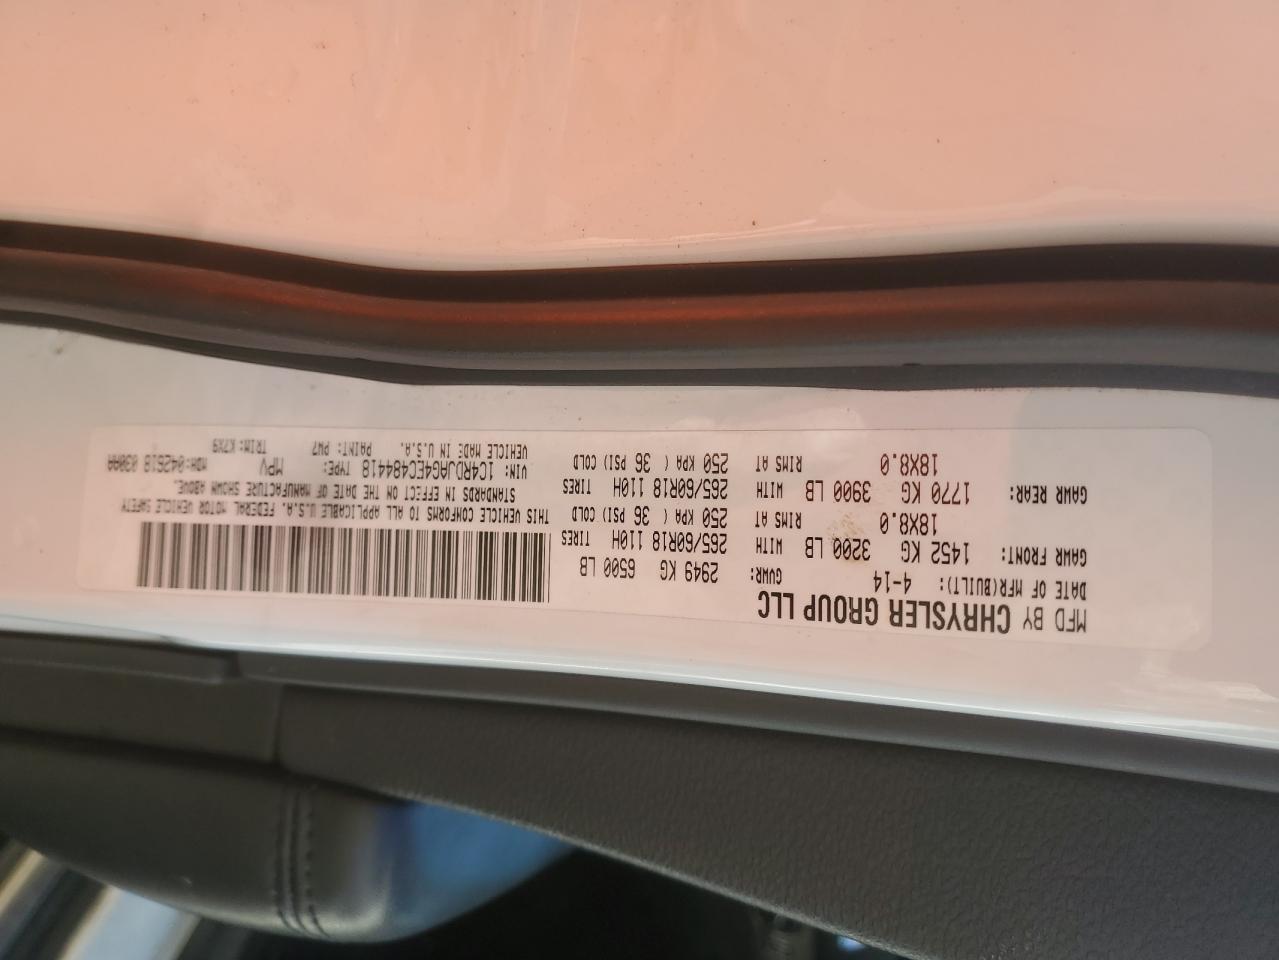 MFD BY CHRYSLER GROUP LLC
DATE OF MFR(BUILT): 4-14 GVWR: 2949 KG 6500 LB
GAWR FRONT: 1452 KG 3200 LB WITH TIRES 265/60R18 110H
18X8.0 RIMS AT 250 KPA ( 36 PSI) COLD
GAWR REAR: 1770 KG 3900 LB WITH TIRES 265/60R18 110H
18X8.0 RIMS AT 250 KPA ( 36 PSI) COLD
THIS VEHICLE CONFORMS TO ALL APPLICABLE U.S.A. FEDERAL MOTOR VEHICLE SAFETY
STANDARDS IN EFFECT ON THE DATE OF MANUFACTURE SHOWN ABOVE.
VIN: 1C4RDJAG4EC484418 TYPE: MPV MDH:042618 030AA
VEHICLE MADE IN U.S.A. PAINT: PW7 TRIM: K7X9